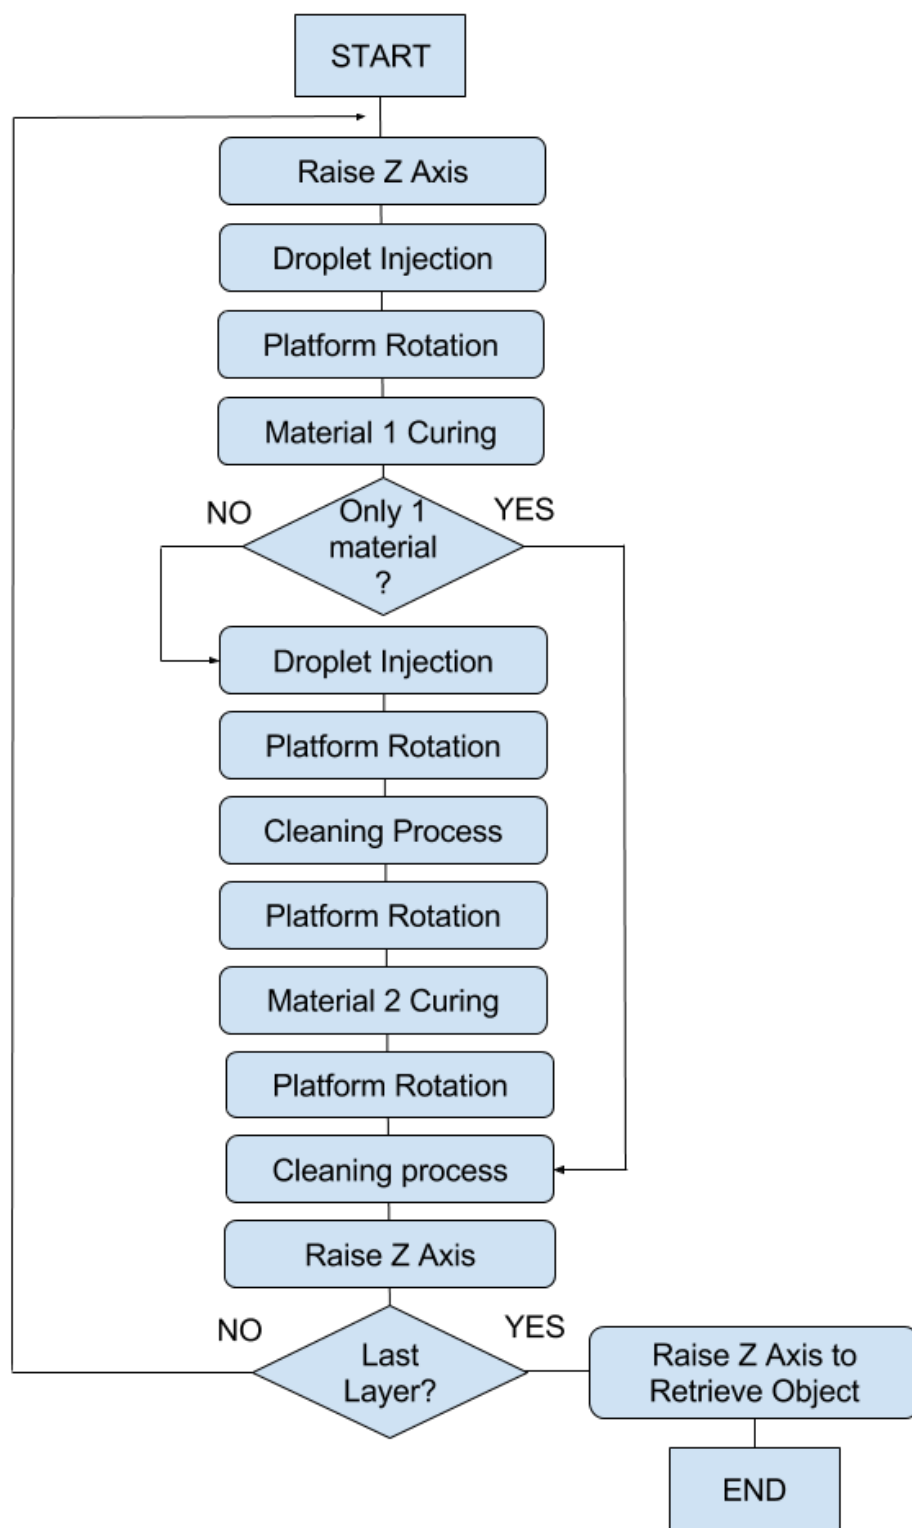 START
Raise Z Axis
Droplet Injection
Platform Rotation
Material 1 Curing
NO
YES
Only 1
material
?
Droplet Injection
Platform Rotation
Cleaning Process
Platform Rotation
Material 2 Curing
Platform Rotation
Cleaning process
Raise Z Axis
NO
YES
Last
Layer?
Raise Z Axis to
Retrieve Object
END